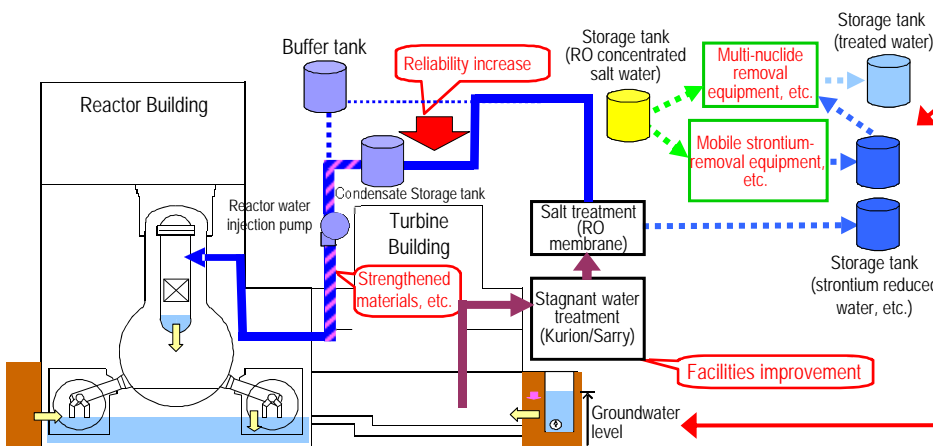 Buffer tank
Reliability increase
Storage tank
(RO concentrated
salt water)
Multi-nuclide
removal
equipment, etc.
Storage tank
(treated water)
Reactor Building
Mobile strontium-
removal equipment,
etc.
Condensate Storage tank
Reactor water
injection pump
Turbine
Building
Salt treatment
(RO
membrane)
Strengthened
materials, etc.
Stagnant water
treatment
(Kurion/Sarry)
Storage tank
(strontium reduced
water, etc.)
Facilities improvement
Groundwater
level